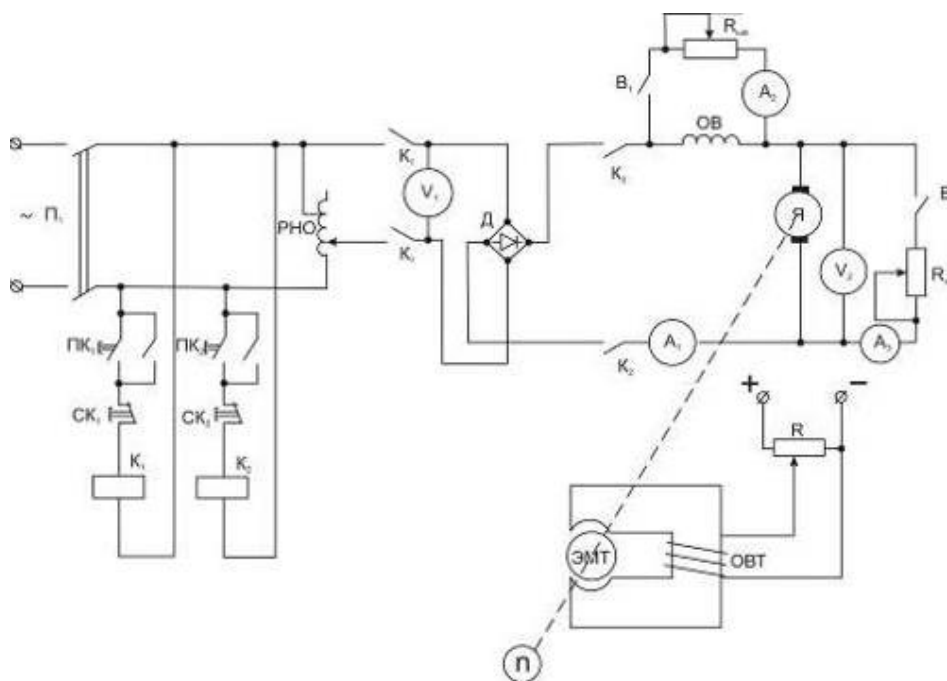 Rшв
В₁
А₂
ОВ
~ П₁
К₁
V₁
К₁
РНО
Д
К₂
Я
V₂
В
R
А₁
А₃
К₂
ПК₁
ПК₂
СК₁
СК₂
К₁
К₂
+ −
R
ЭМТ
ОВТ
n